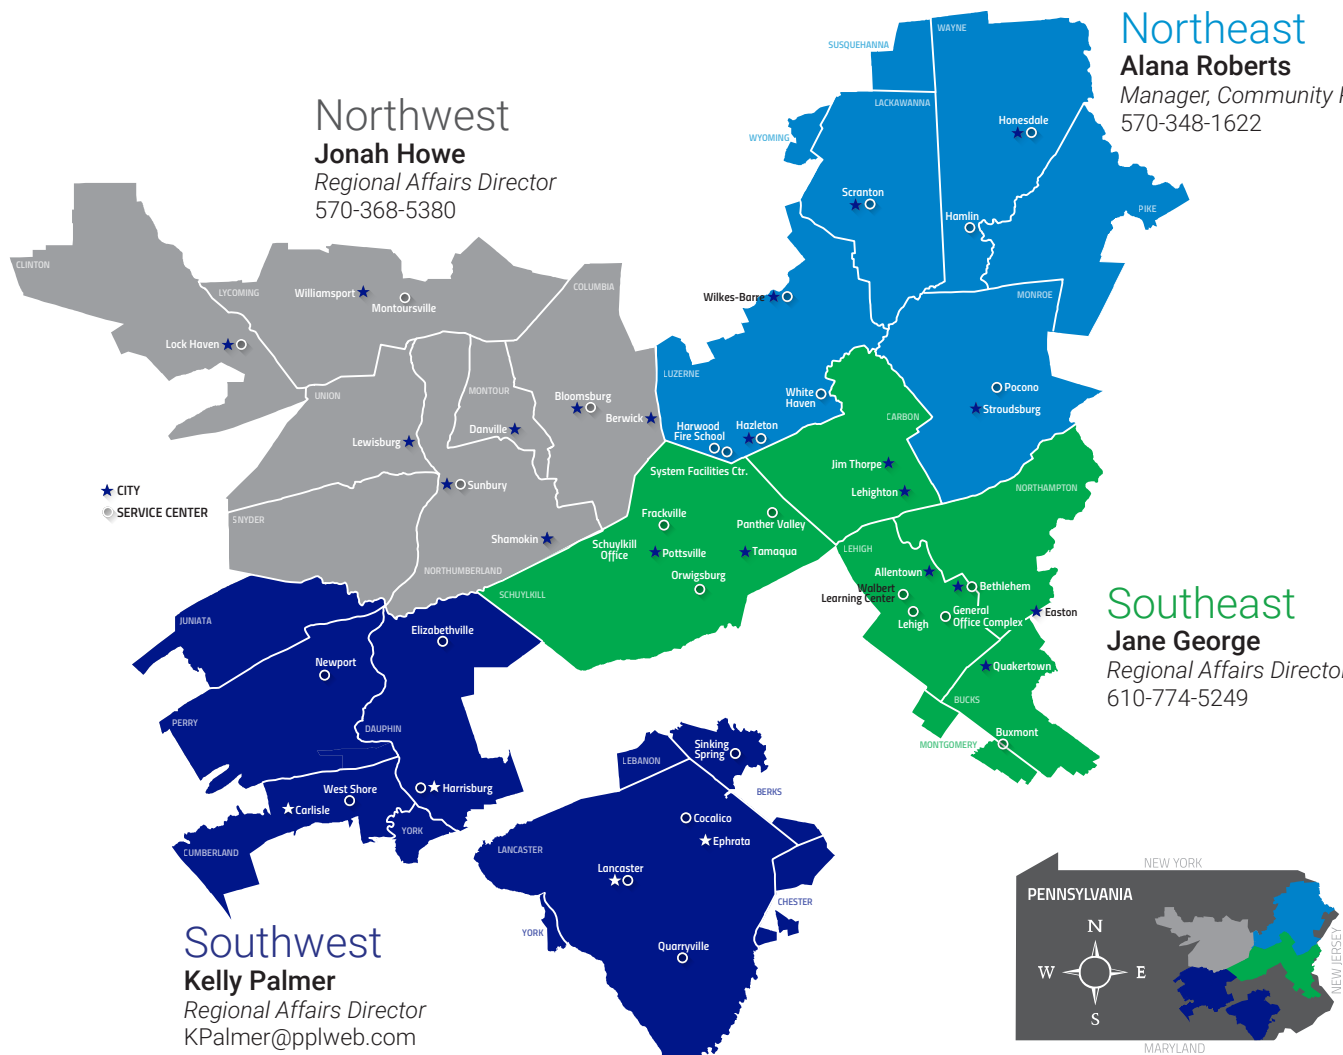 Northeast
Alana Roberts
Manager, Community
570-348-1622
Northwest
Jonah Howe
Regional Affairs Director
570-368-5380
SUSQUEHANNA
WAYNE
LACKAWANNA
WYOMING
Honesdale
Scranton
Hamlin
PIKE
CLINTON
LYCOMING
Williamsport
Montoursville
COLUMBIA
Wilkes-Barre
MONROE
Lock Haven
UNION
MONTOUR
LUZERNE
Bloomsburg
Berwick
White
Haven
Pocono
Stroudsburg
CARBON
Lewisburg
Danville
Harwood
Fire School
Hazleton
System Facilities Ctr.
Jim Thorpe
Lehighton
NORTHAMPTON
CITY
SERVICE CENTER
Sunbury
SNYDER
Shamokin
NORTHUMBERLAND
Frackville
Panther Valley
Schuylkill
Office
Pottsville
Tamaqua
Orwigsburg
SCHUYLKILL
LEHIGH
Allentown
Bethlehem
Walbert
Learning Center
Lehigh
General
Office Complex
Easton
Southeast
Jane George
Regional Affairs Director
610-774-5249
Quakertown
BUCKS
MONTGOMERY
Buxmont
JUNIATA
Elizabethville
Newport
PERRY
DAUPHIN
West Shore
Harrisburg
Carlisle
YORK
CUMBERLAND
LEBANON
Sinking
Spring
BERKS
Cocalico
Ephrata
LANCASTER
Lancaster
CHESTER
YORK
Quarryville
Southwest
Kelly Palmer
Regional Affairs Director
KPalmer@pplweb.com
NEW YORK
PENNSYLVANIA
N
W
E
S
NEW JERSEY
MARYLAND